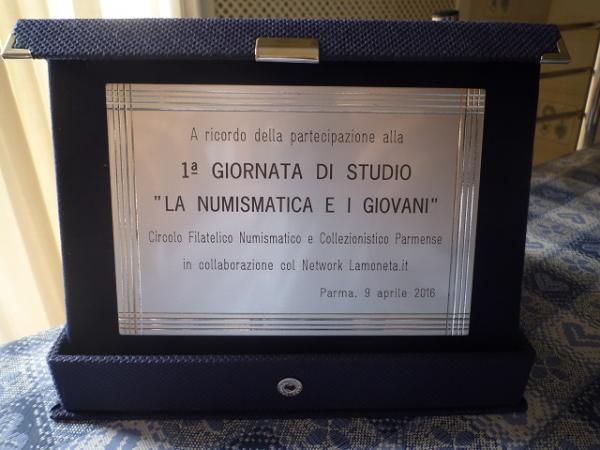 A ricordo della partecipazione alla
1ª GIORNATA DI STUDIO
"LA NUMISMATICA E I GIOVANI"
Circolo Filatelico Numismatico e Collezionistico Parmense
in collaborazione col Network Lamoneta.it
Parma, 9 aprile 2016